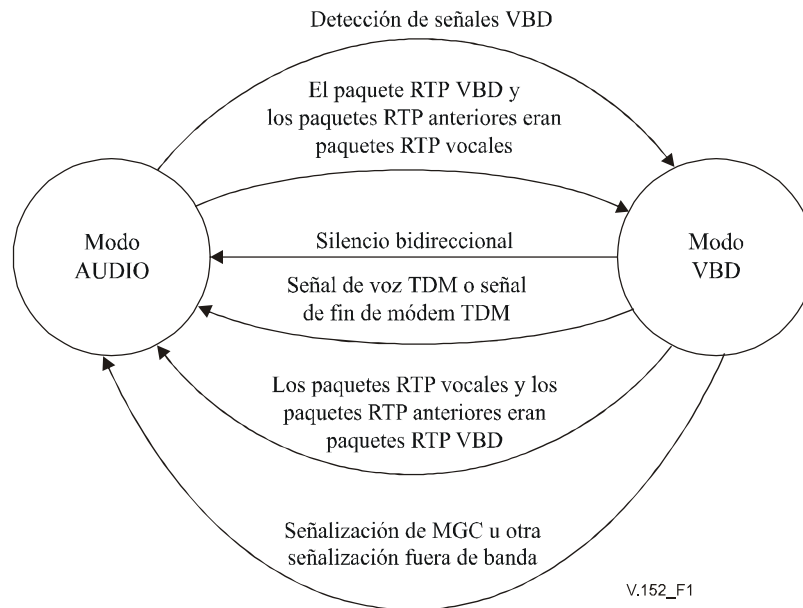 Detección de señales VBD
El paquete RTP VBD y
los paquetes RTP anteriores eran
paquetes RTP vocales
Modo
AUDIO
Silencio bidireccional
Modo
VBD
Señal de voz TDM o señal
de fin de módem TDM
Los paquetes RTP vocales y los
paquetes RTP anteriores eran
paquetes RTP VBD
Señalización de MGC u otra
señalización fuera de banda
V.152_F1